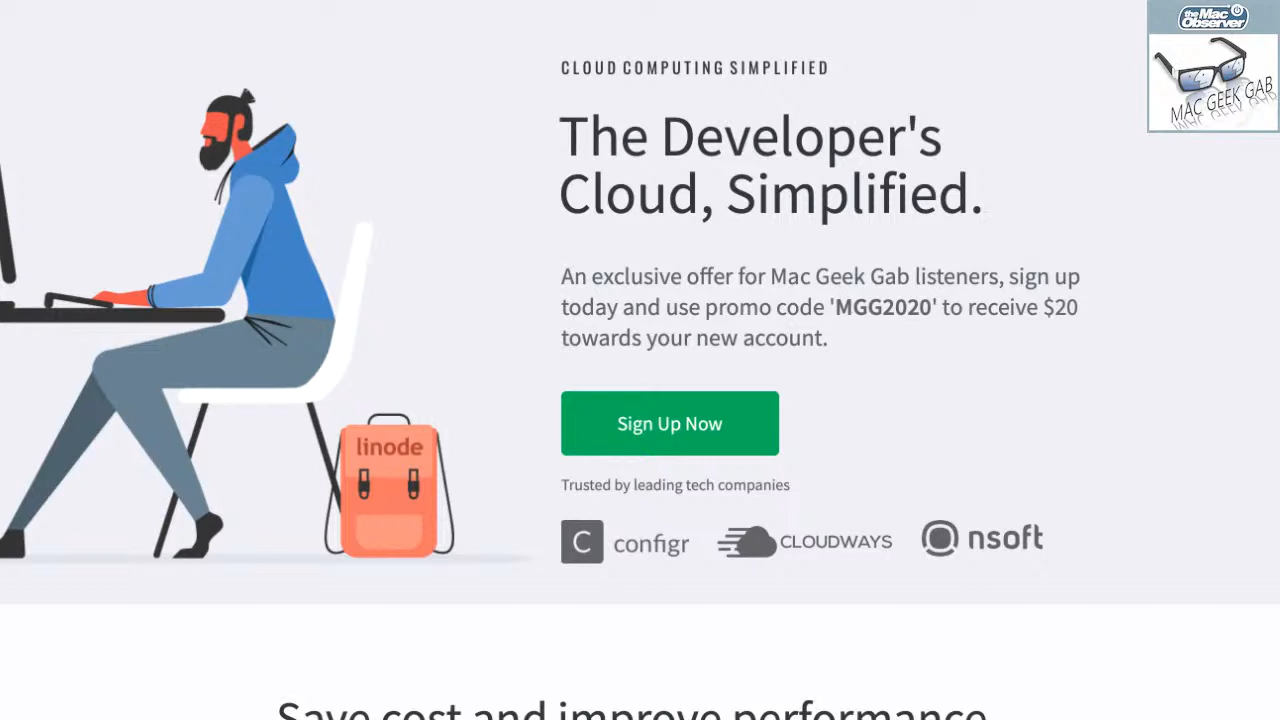 the Mac
Observer
MAC GEEK GAB
CLOUD COMPUTING SIMPLIFIED
The Developer's
Cloud, Simplified.
An exclusive offer for Mac Geek Gab listeners, sign up
today and use promo code 'MGG2020' to receive $20
towards your new account.
Sign Up Now
linode
Trusted by leading tech companies
C configr CLOUDWAYS nsoft
Save cost and improve performance